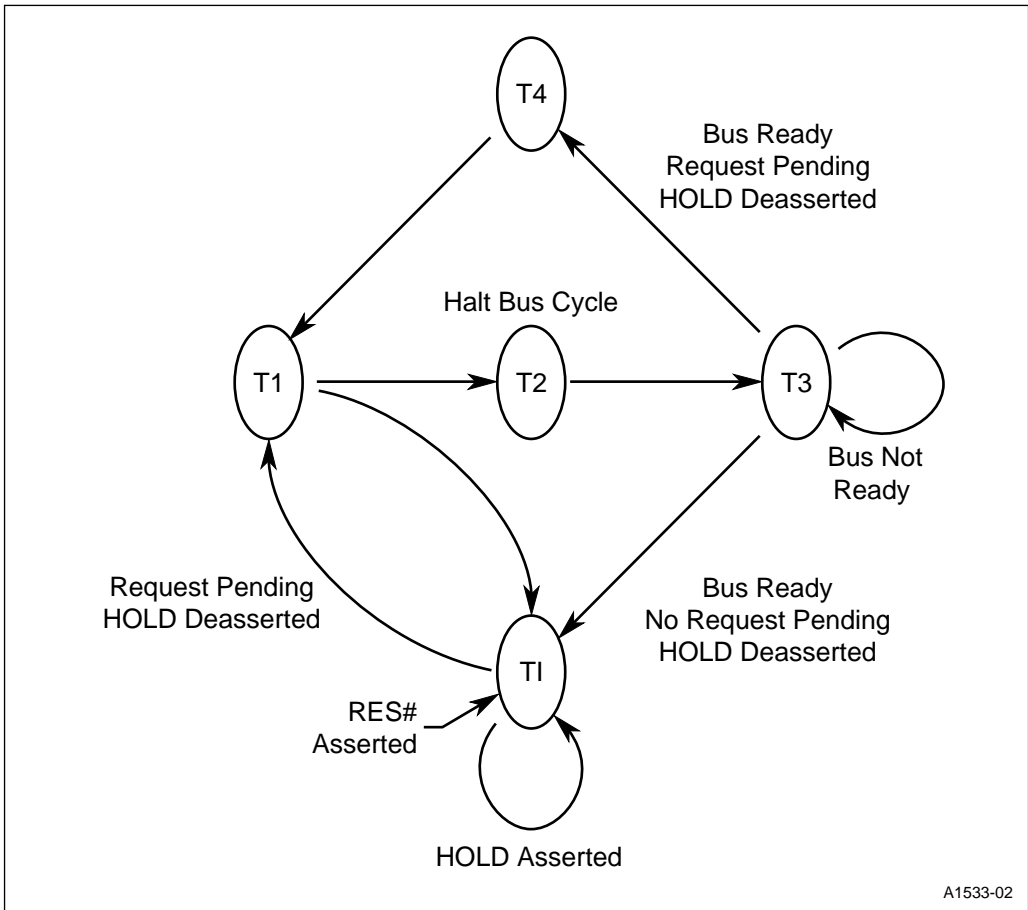 T4
Bus Ready
Request Pending
HOLD Deasserted
Halt Bus Cycle
T1
T2
T3
Bus Not
Ready
Request Pending
HOLD Deasserted
Bus Ready
No Request Pending
HOLD Deasserted
TI
RES#
Asserted
HOLD Asserted
A1533-02